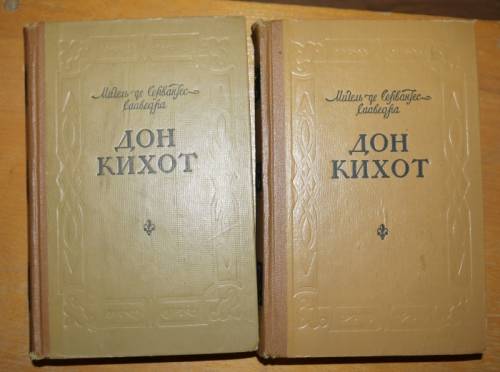 Мигель-де Сервантес-
Сааведра
ДОН
КИХОТ
Мигель-де Сервантес-
Сааведра
ДОН
КИХОТ